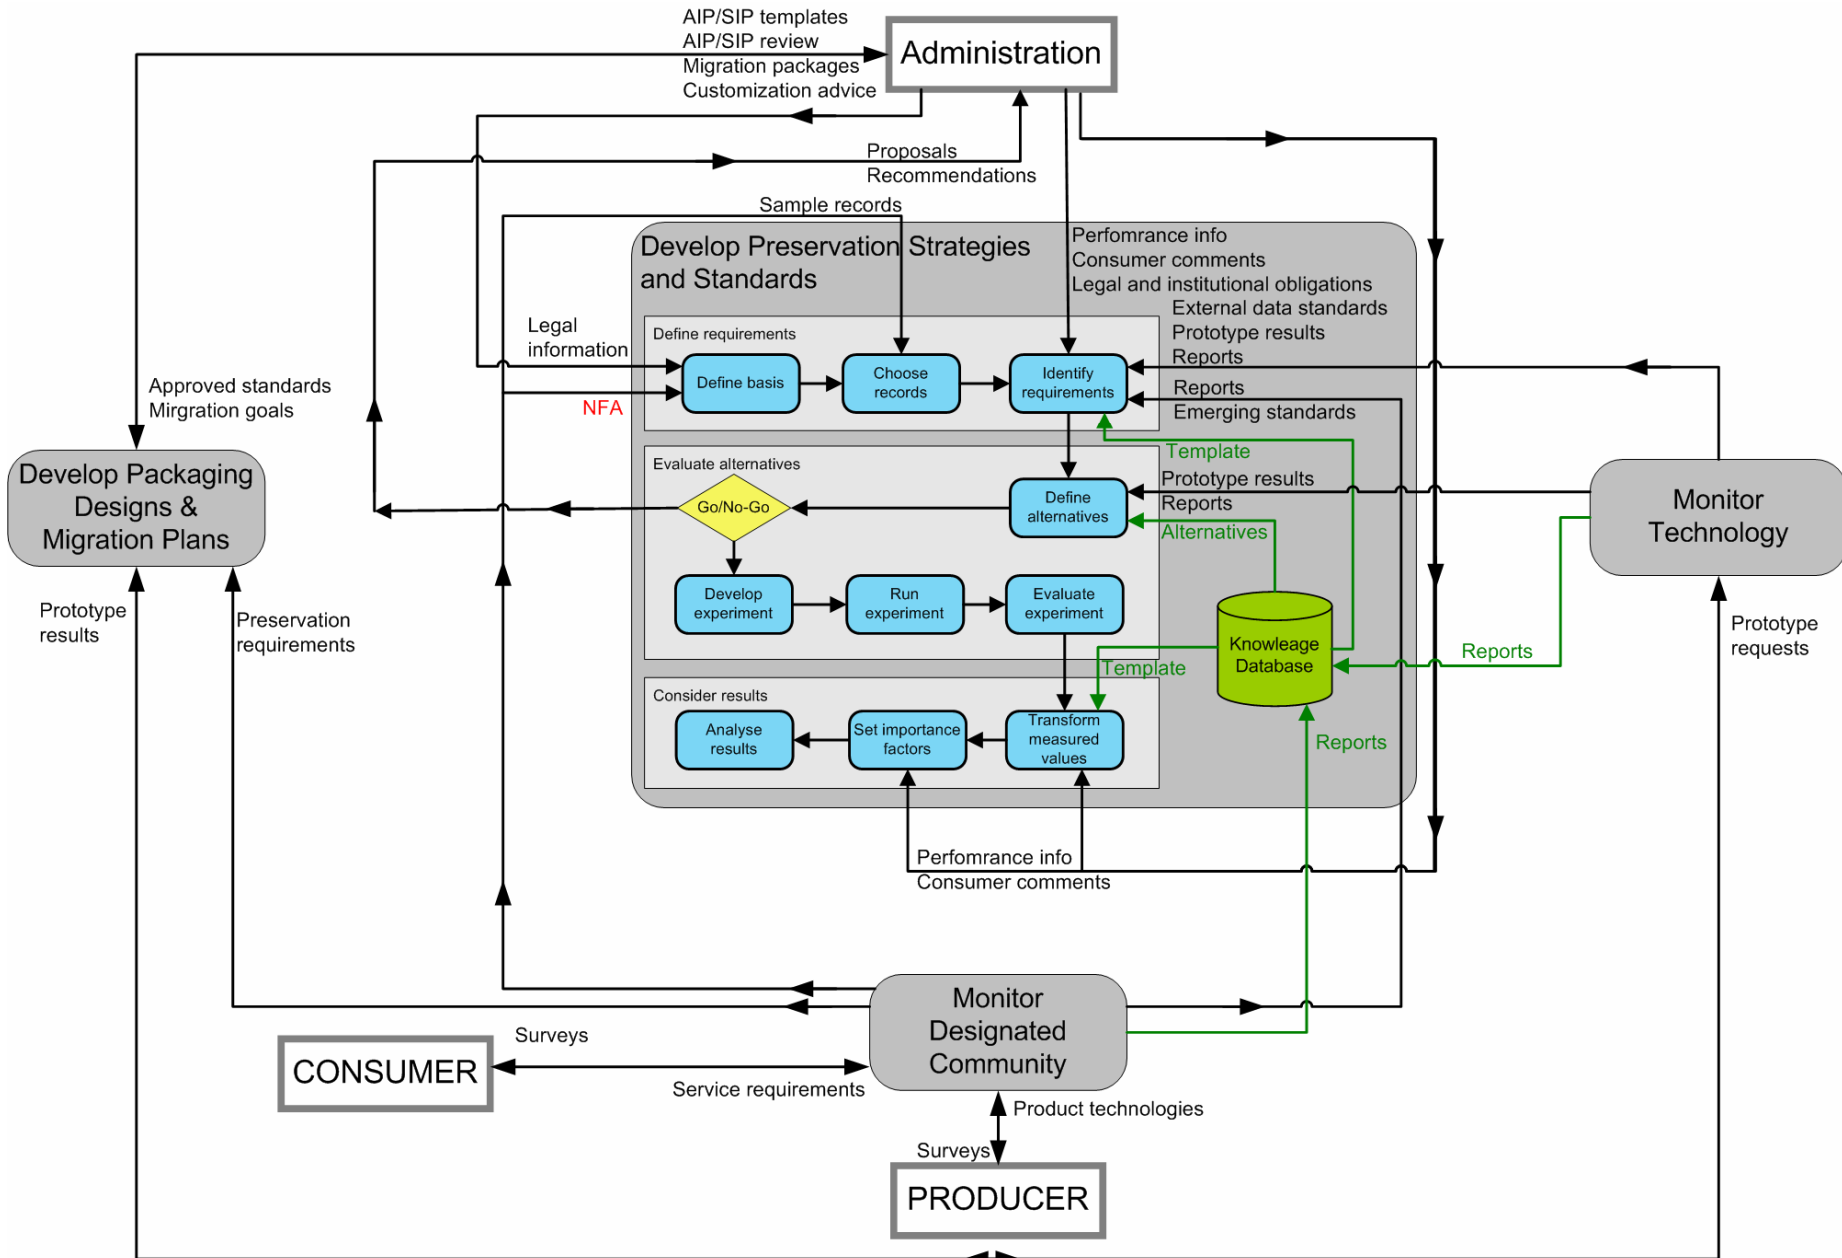 AIP/SIP templates
AIP/SIP review
Migration packages
Customization advice
Administration
Proposals
Recommendations
Sample records
Develop Preservation Strategies
and Standards
Perfomrance info
Consumer comments
Legal and institutional obligations
External data standards
Prototype results
Reports
Reports
Emerging standards
Legal
information
NFA
Define requirements
Define basis
Choose
records
Identify
requirements
Approved standards
Mirgration goals
Template
Evaluate alternatives
Go/No-Go
Define
alternatives
Prototype results
Reports
Alternatives
Develop Packaging
Designs &
Migration Plans
Monitor
Technology
Develop
experiment
Run
experiment
Evaluate
experiment
Prototype
results
Preservation
requirements
Knowleage
Database
Reports
Prototype
requests
Template
Consider results
Analyse
results
Set importance
factors
Transform
measured
values
Reports
Perfomrance info
Consumer comments
Monitor
Designated
Community
Surveys
CONSUMER
Service requirements
Product technologies
Surveys
PRODUCER